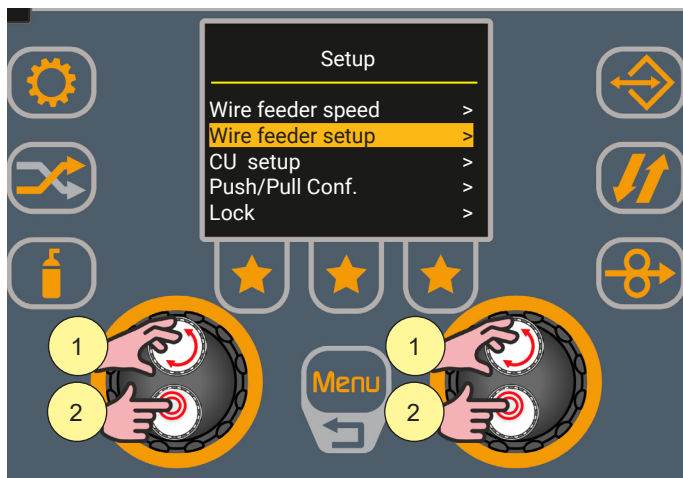 Setup
Wire feeder speed >
Wire feeder setup >
CU setup >
Push/Pull Conf. >
Lock >
1
1
Menu
2
2